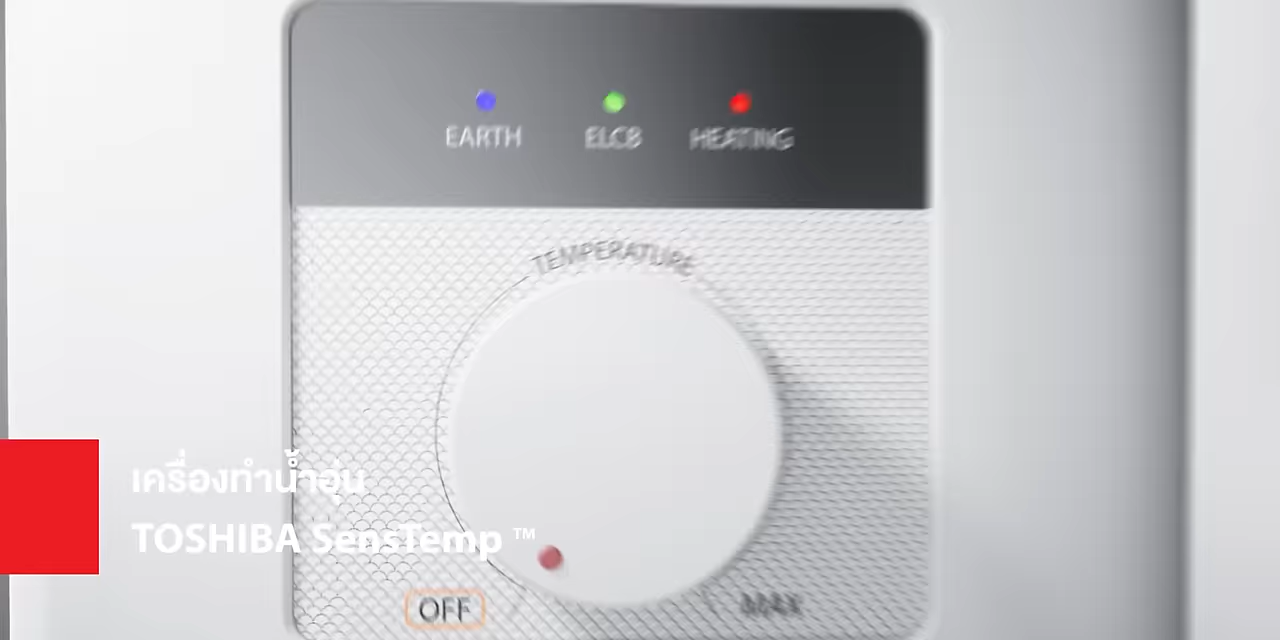 EARTH ELCB HEATING
TEMPERATURE
เครื่องทำน้ำอุ่น
TOSHIBA SensTemp ™
OFF MAX